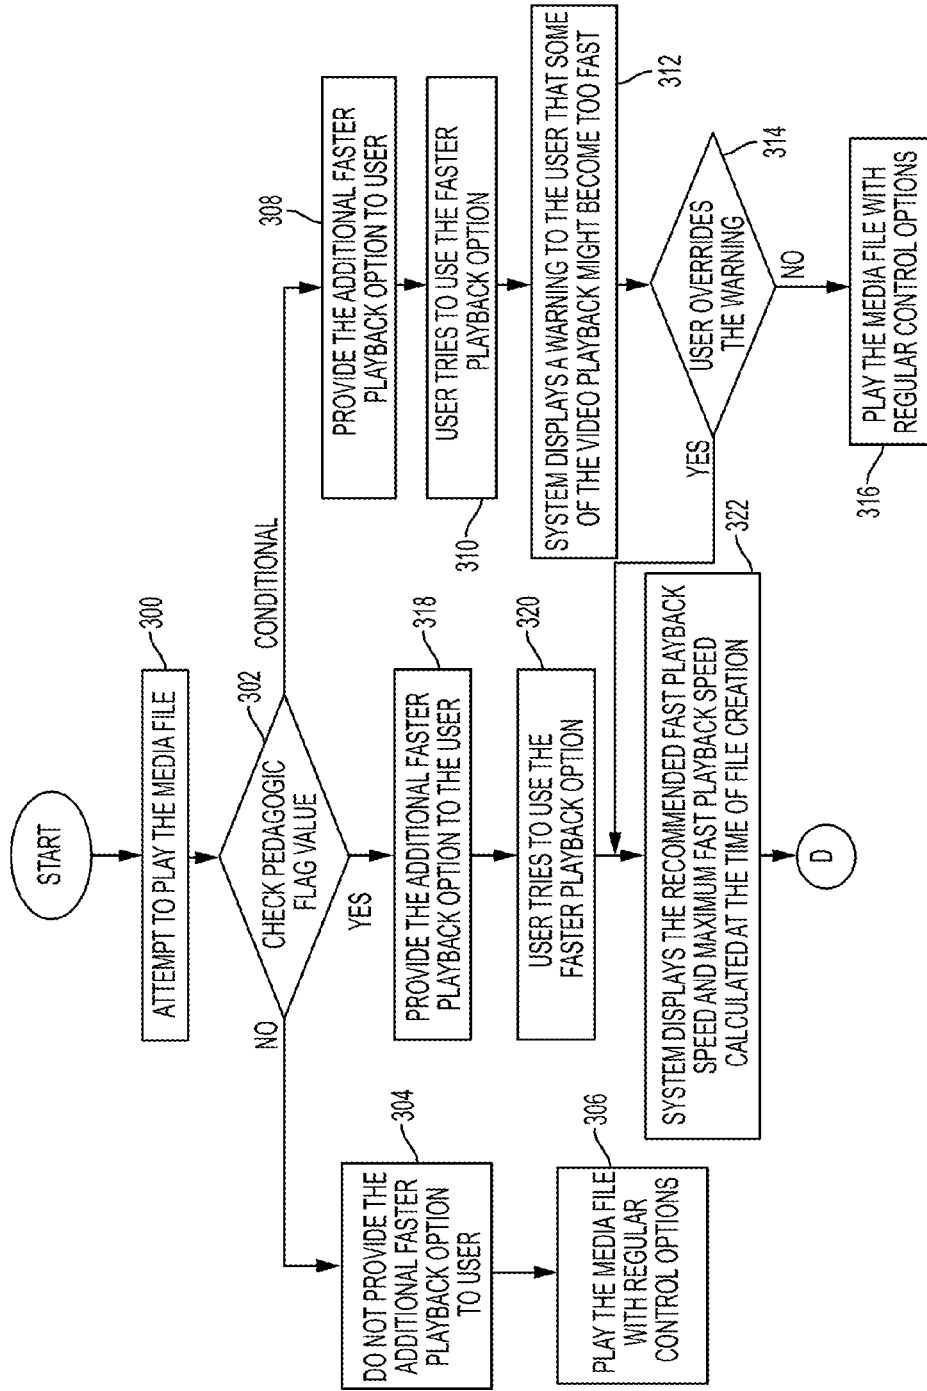 START
ATTEMPT TO PLAY THE MEDIA FILE
300
CHECK PEDAGOGIC
FLAG VALUE
302
NO
YES
CONDITIONAL
DO NOT PROVIDE THE
ADDITIONAL FASTER
PLAYBACK OPTION
TO USER
304
PLAY THE MEDIA FILE
WITH REGULAR
CONTROL OPTIONS
306
PROVIDE THE ADDITIONAL FASTER
PLAYBACK OPTION TO THE USER
318
USER TRIES TO USE THE
FASTER PLAYBACK OPTION
320
SYSTEM DISPLAYS THE RECOMMENDED FAST PLAYBACK
SPEED AND MAXIMUM FAST PLAYBACK SPEED
CALCULATED AT THE TIME OF FILE CREATION
322
D
308
PROVIDE THE ADDITIONAL FASTER
PLAYBACK OPTION TO USER
USER TRIES TO USE THE FASTER
PLAYBACK OPTION
310
SYSTEM DISPLAYS A WARNING TO THE USER THAT SOME
OF THE VIDEO PLAYBACK MIGHT BECOME TOO FAST
312
USER OVERRIDES
THE WARNING
314
YES
NO
PLAY THE MEDIA FILE WITH
REGULAR CONTROL OPTIONS
316